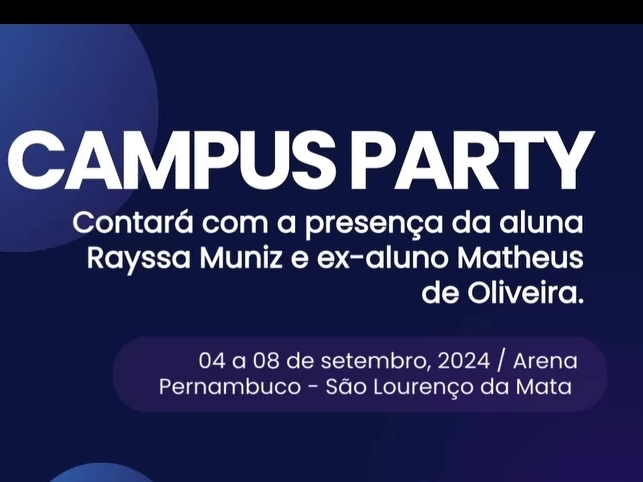 CAMPUS PARTY
Contará com a presença da aluna
Rayssa Muniz e ex-aluno Matheus
de Oliveira.
04 a 08 de setembro, 2024 / Arena
Pernambuco - São Lourenço da Mata